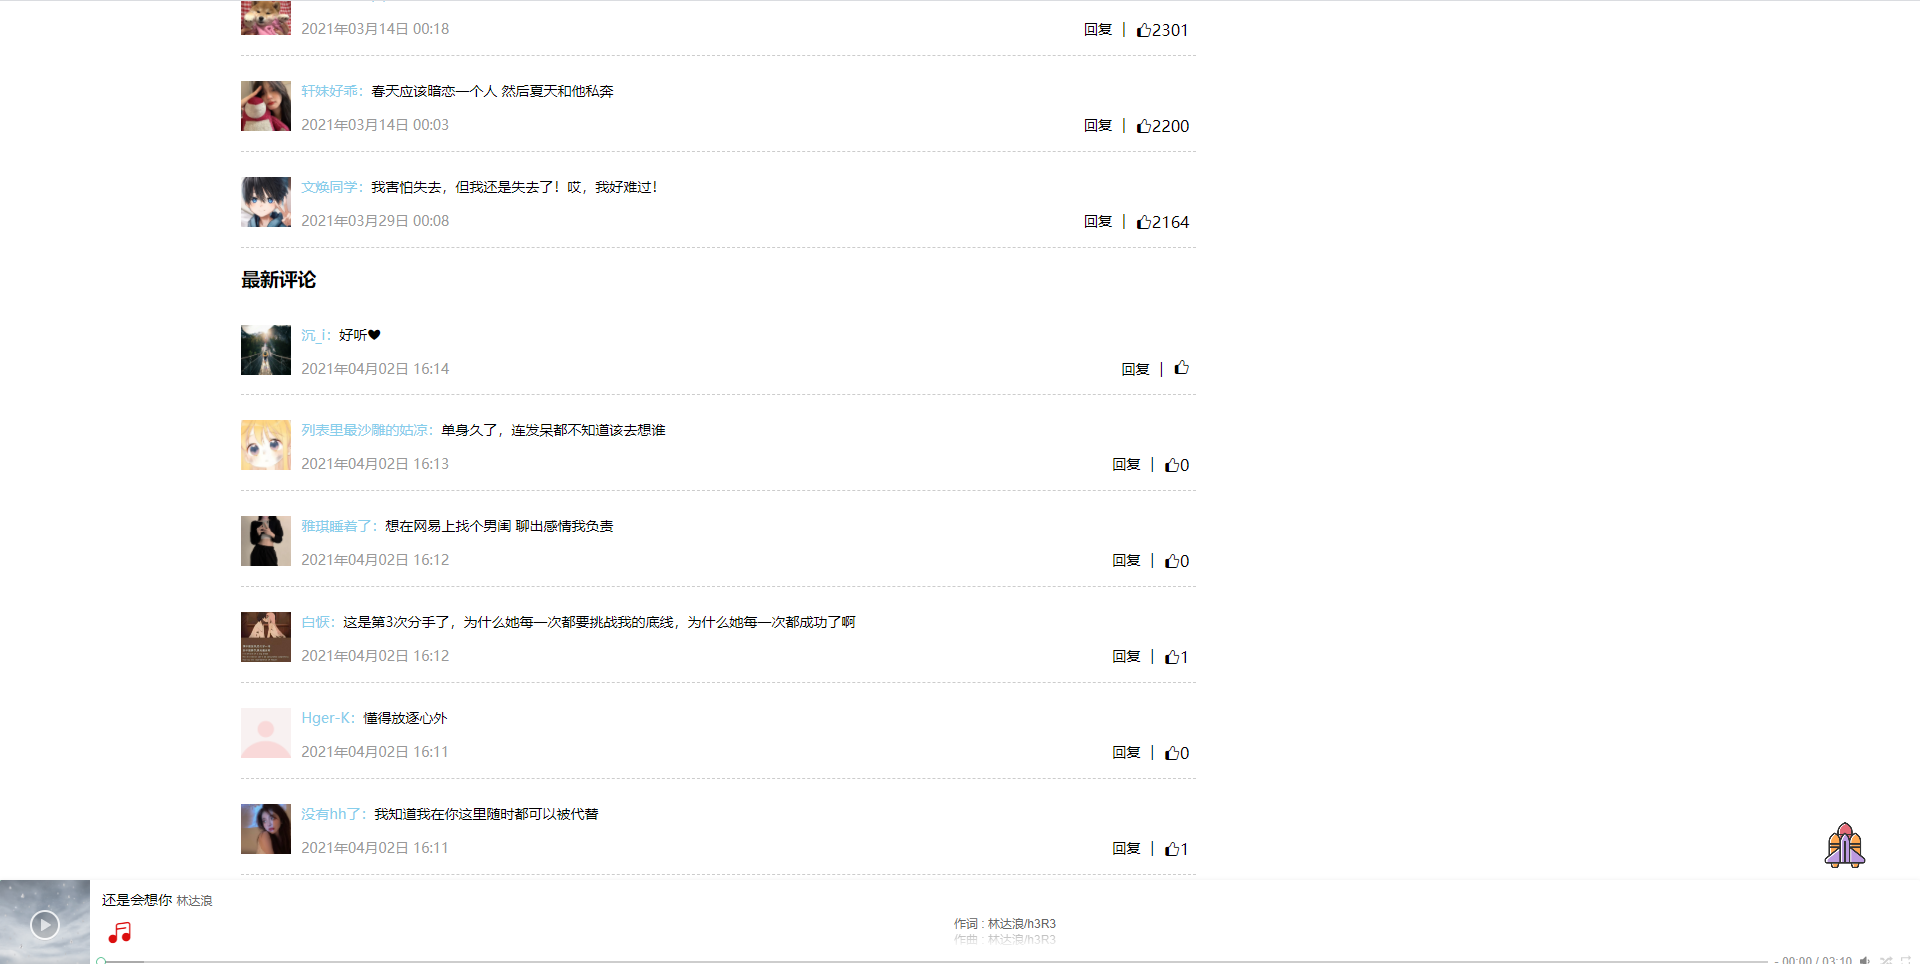 2021年03月14日 00:18
回复 | 2301
轩妹好乖：春天应该暗恋一个人 然后夏天和他私奔
2021年03月14日 00:03
回复 | 2200
文焕同学：我害怕失去，但我还是失去了！哎，我好难过！
2021年03月29日 00:08
回复 | 2164
最新评论
沉_i：好听❤
2021年04月02日 16:14
回复 |
列表里最沙雕的姑凉：单身久了，连发呆都不知道该去想谁
2021年04月02日 16:13
回复 | 0
雅琪睡着了：想在网易上找个男闺 聊出感情我负责
2021年04月02日 16:12
回复 | 0
白恹：这是第3次分手了，为什么她每一次都要挑战我的底线，为什么她每一次都成功了啊
2021年04月02日 16:12
回复 | 1
Hger-K：懂得放逐心外
2021年04月02日 16:11
回复 | 0
没有hh了：我知道我在你这里随时都可以被代替
2021年04月02日 16:11
回复 | 1
还是会想你 林达浪
作词 : 林达浪/h3R3
作曲 : 林达浪/h3R3
- 00:00 / 03:10